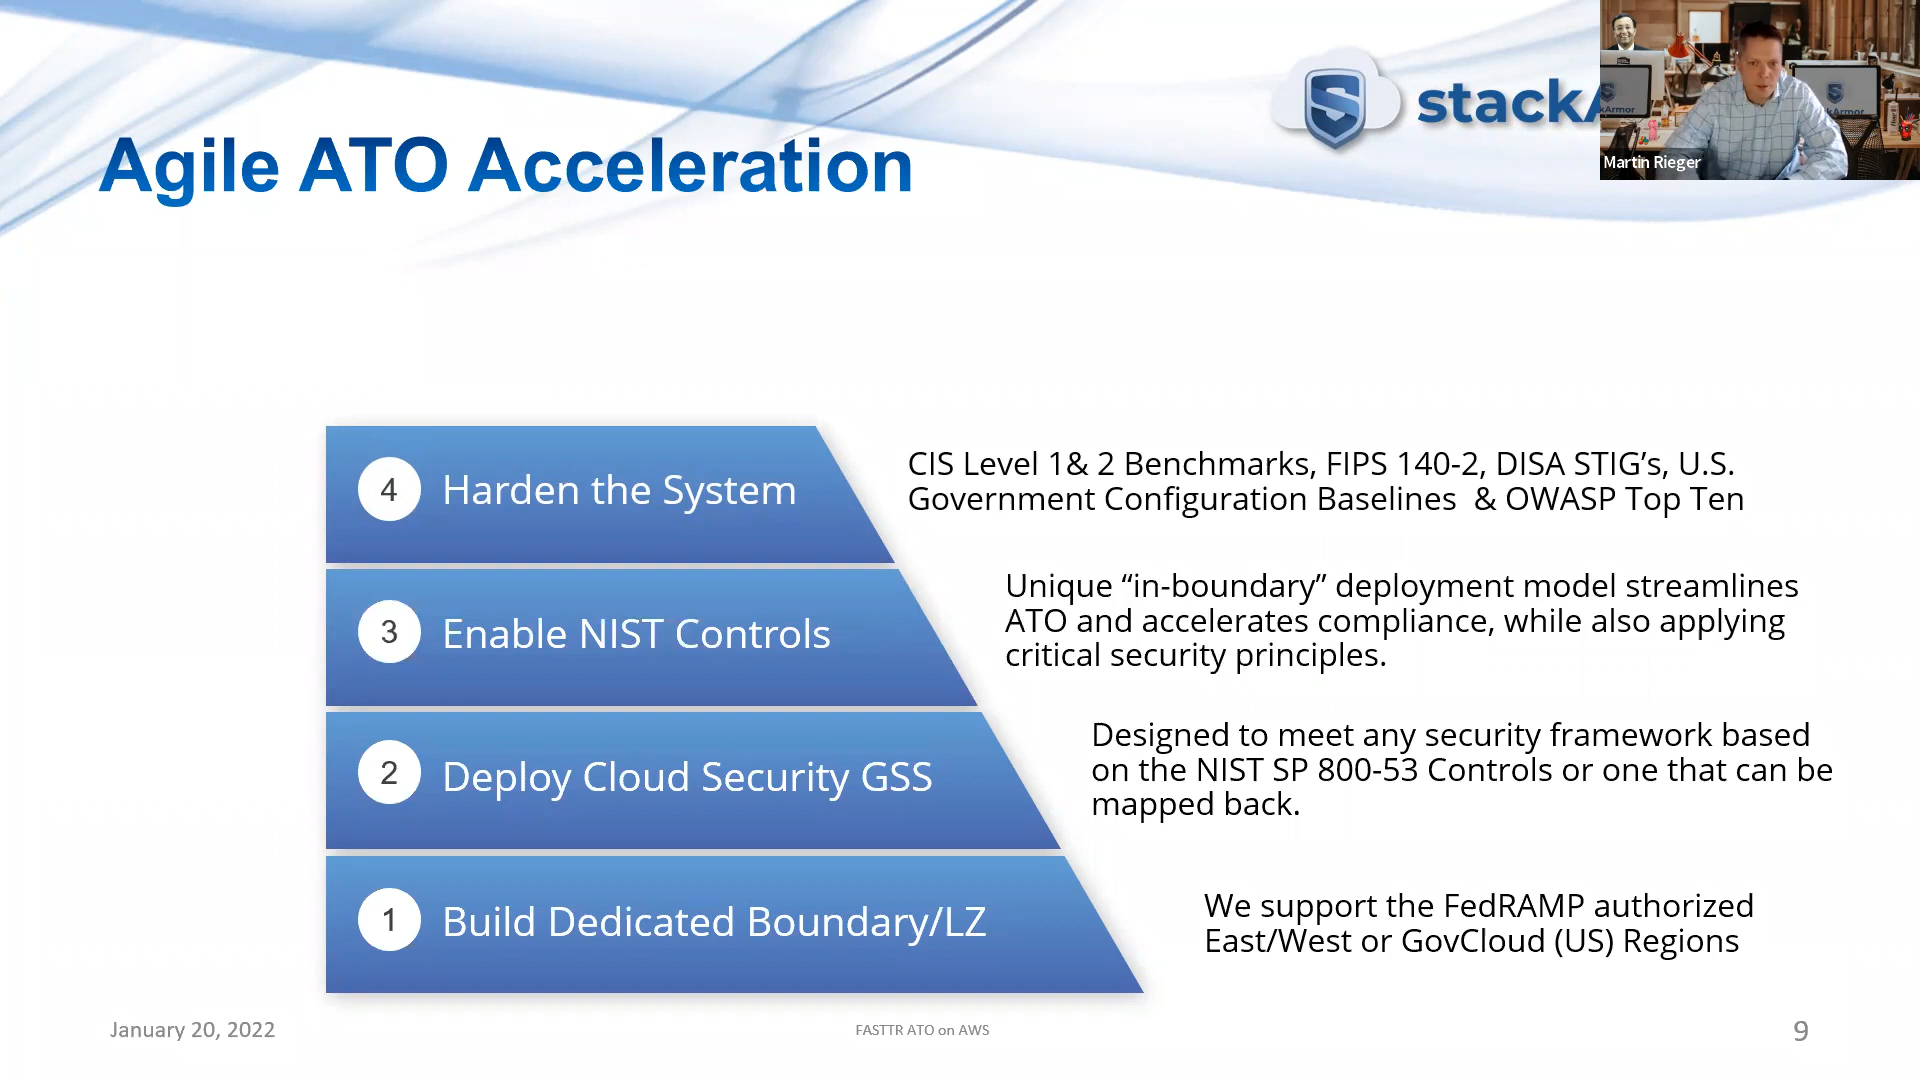 Agile ATO Acceleration
stackA
Martin Rieger
4 Harden the System
CIS Level 1& 2 Benchmarks, FIPS 140-2, DISA STIG’s, U.S.
Government Configuration Baselines & OWASP Top Ten
3 Enable NIST Controls
Unique “in-boundary” deployment model streamlines
ATO and accelerates compliance, while also applying
critical security principles.
2 Deploy Cloud Security GSS
Designed to meet any security framework based
on the NIST SP 800-53 Controls or one that can be
mapped back.
1 Build Dedicated Boundary/LZ
We support the FedRAMP authorized
East/West or GovCloud (US) Regions
January 20, 2022
FASTTR ATO on AWS
9